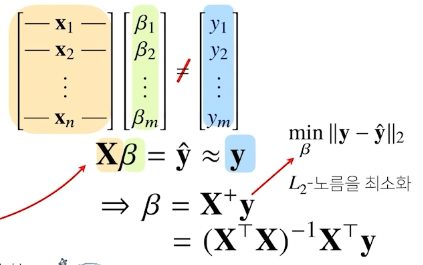 — x₁ — β₁ y₁
— x₂ — β₂ ≠ y₂
⋮ ⋮ ⋮
— xₙ — βₘ yₘ
Xβ = ŷ ≈ y
min ‖y − ŷ‖₂
β
L₂-노름을 최소화
⇒ β = X⁺y
= (X⊤X)⁻¹X⊤y